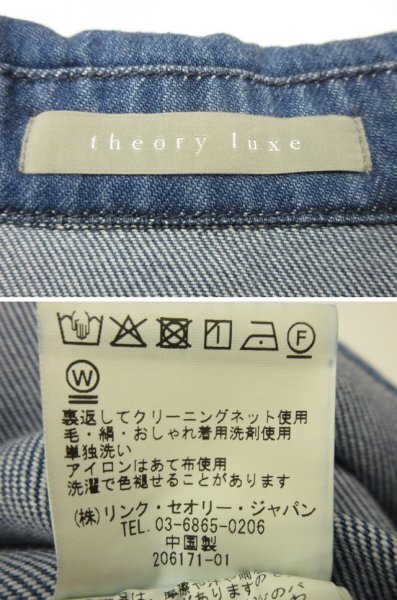 theory luxe
F
W
裏返してクリーニングネット使用
毛・絹・おしゃれ着用洗剤使用
単独洗い
アイロンはあて布使用
洗濯で色褪せることがあります
(株)リンク・セオリー・ジャパン
TEL. 03-6865-0206
中国製
206171-01